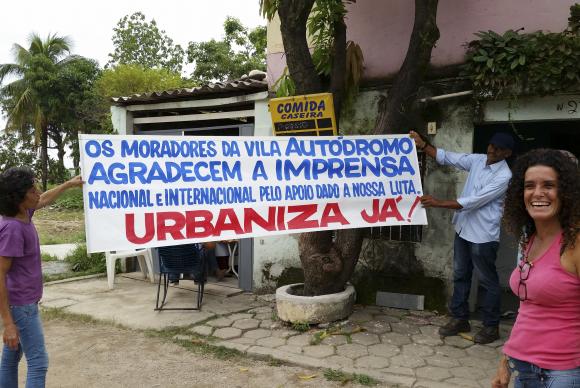 COMIDA
CASEIRA
OS MORADORES DA VILA AUTÓDROMO
AGRADECEM A IMPRENSA
NACIONAL E INTERNACIONAL PELO APOIO DADO A NOSSA LUTA.
URBANIZA JÁ!